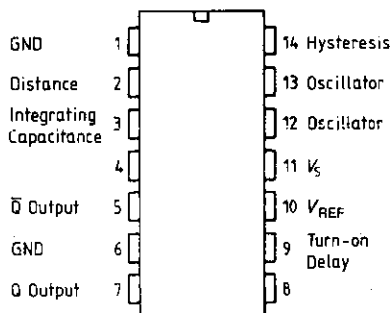 GND 1
14 Hysteresis
Distance 2
13 Oscillator
Integrating
Capacitance 3
12 Oscillator
4
11 Vs
Q̅ Output 5
10 VREF
GND 6
9 Turn-on
Delay
Q Output 7
8